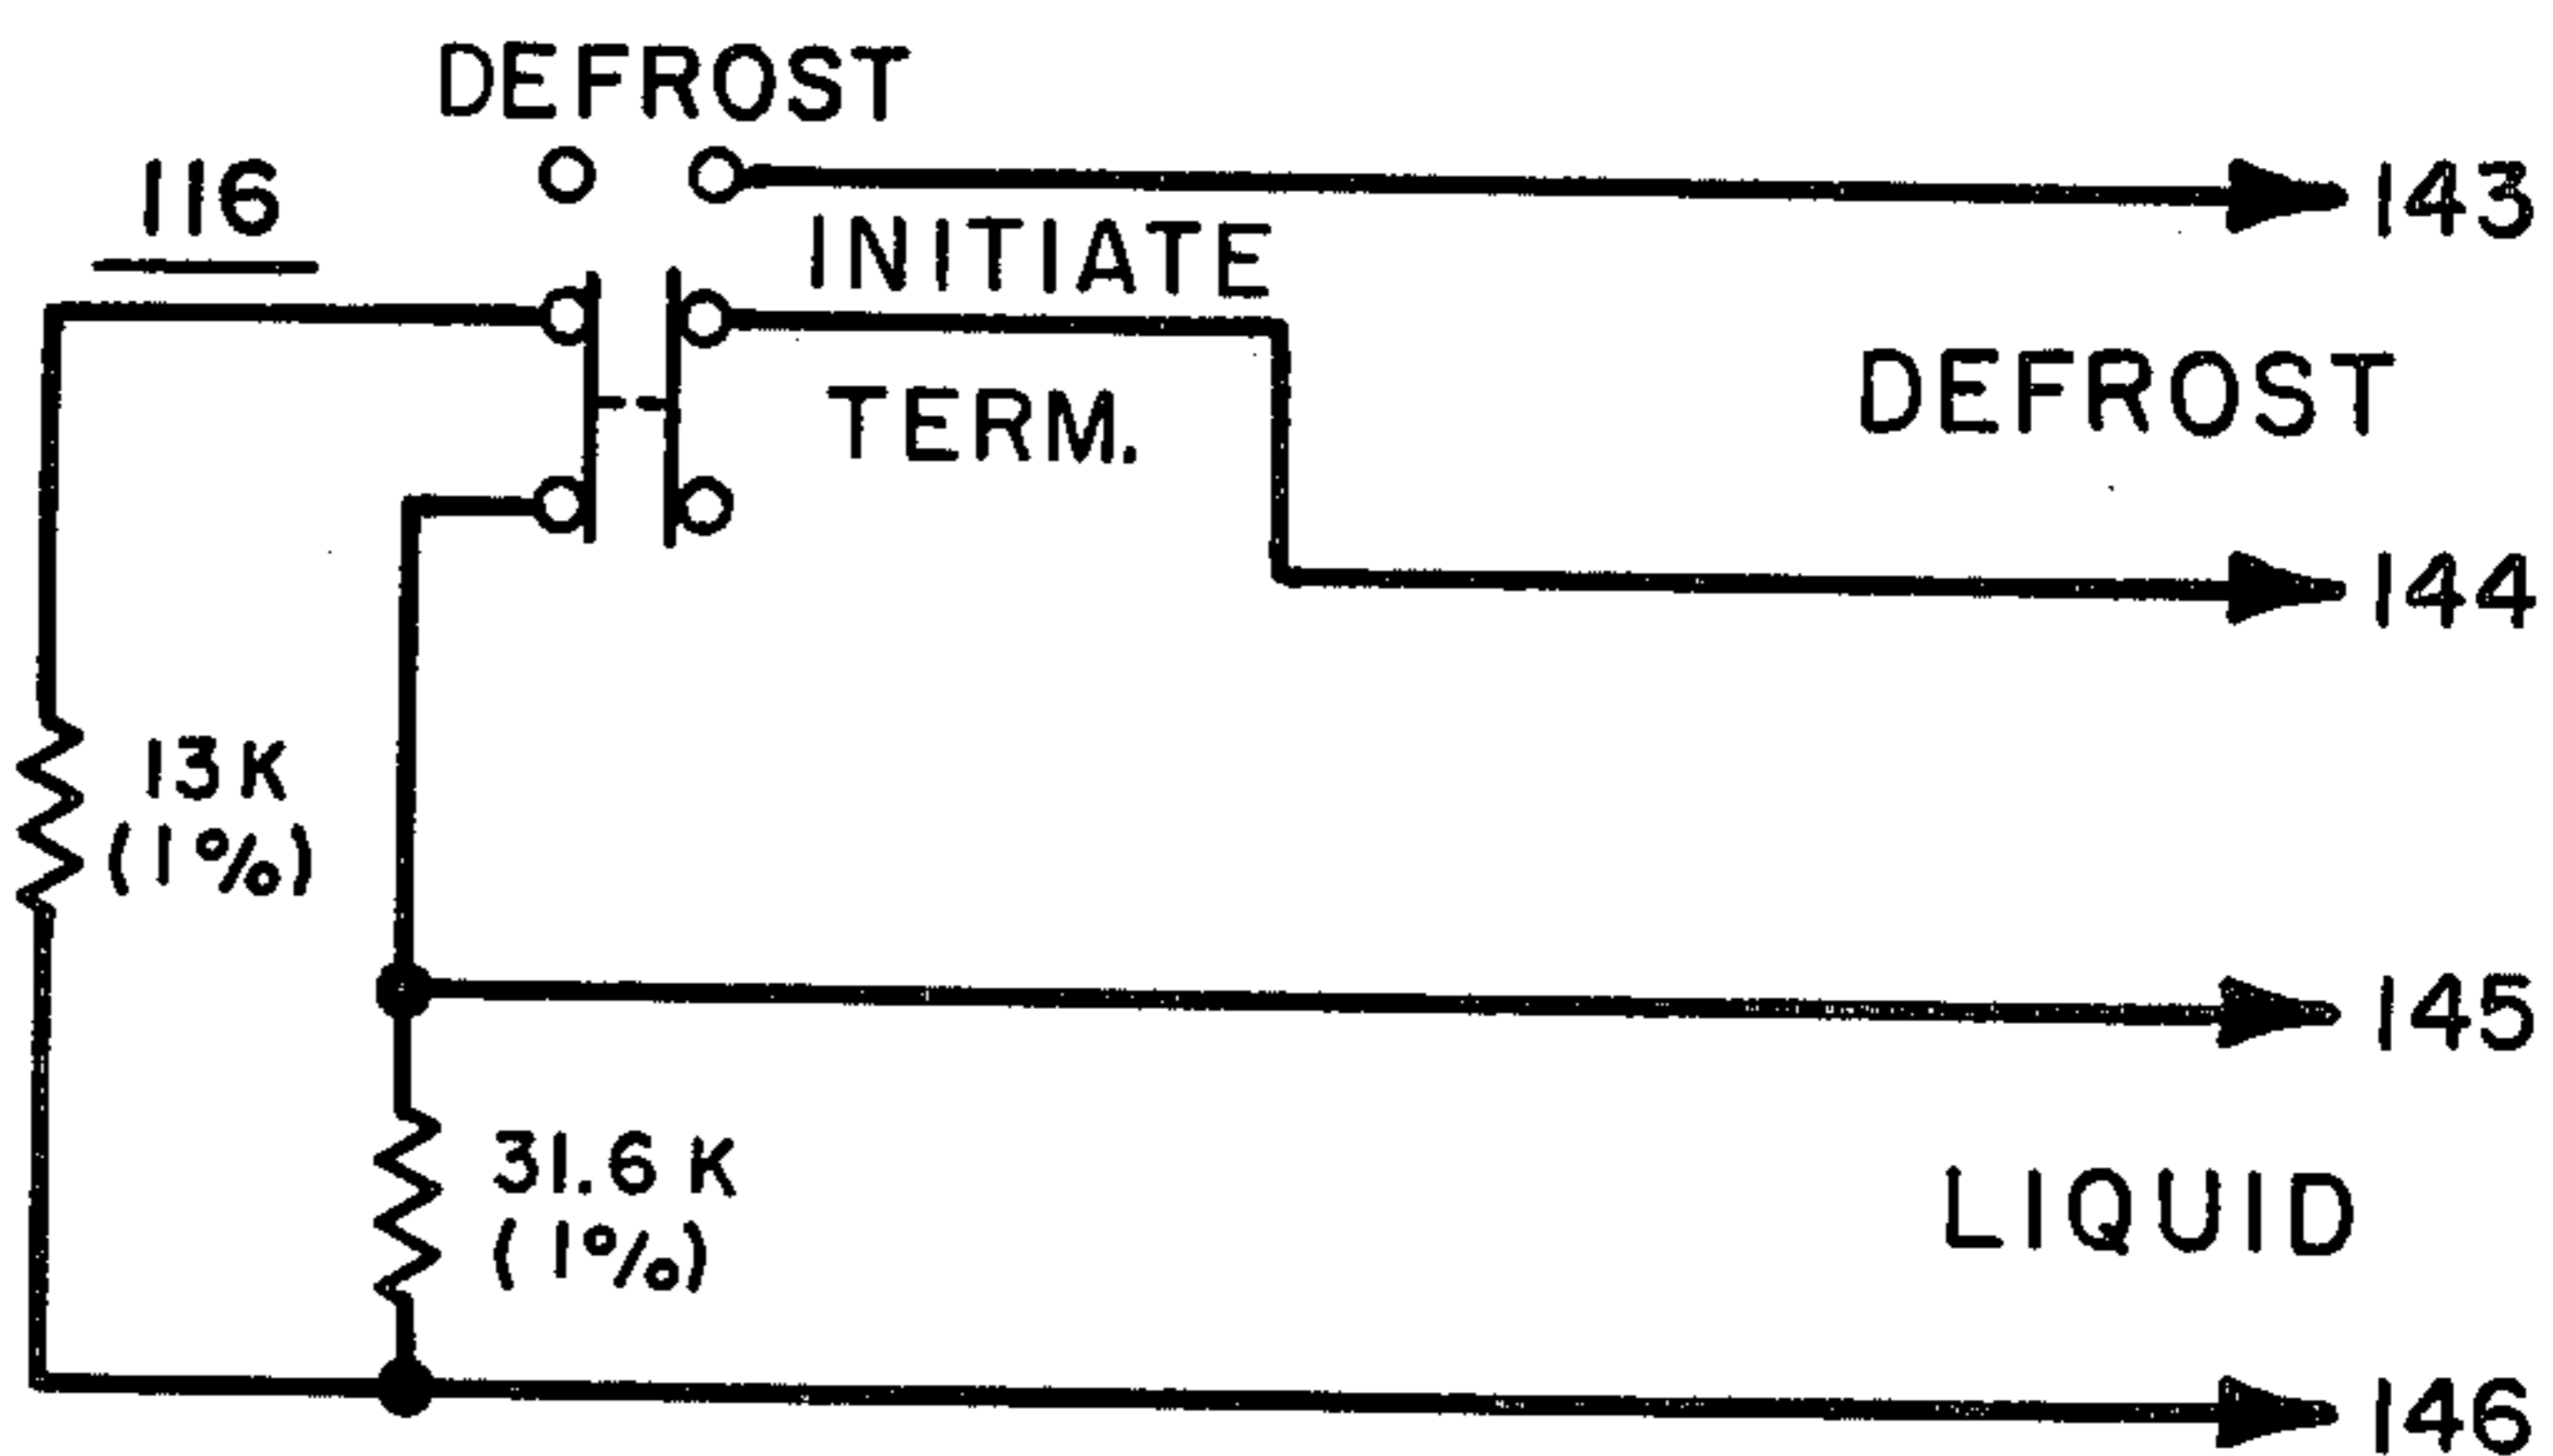 DEFROST
116
143
INITIATE
TERM.
DEFROST
144
13K
(1%)
145
31.6 K
(1%)
LIQUID
146